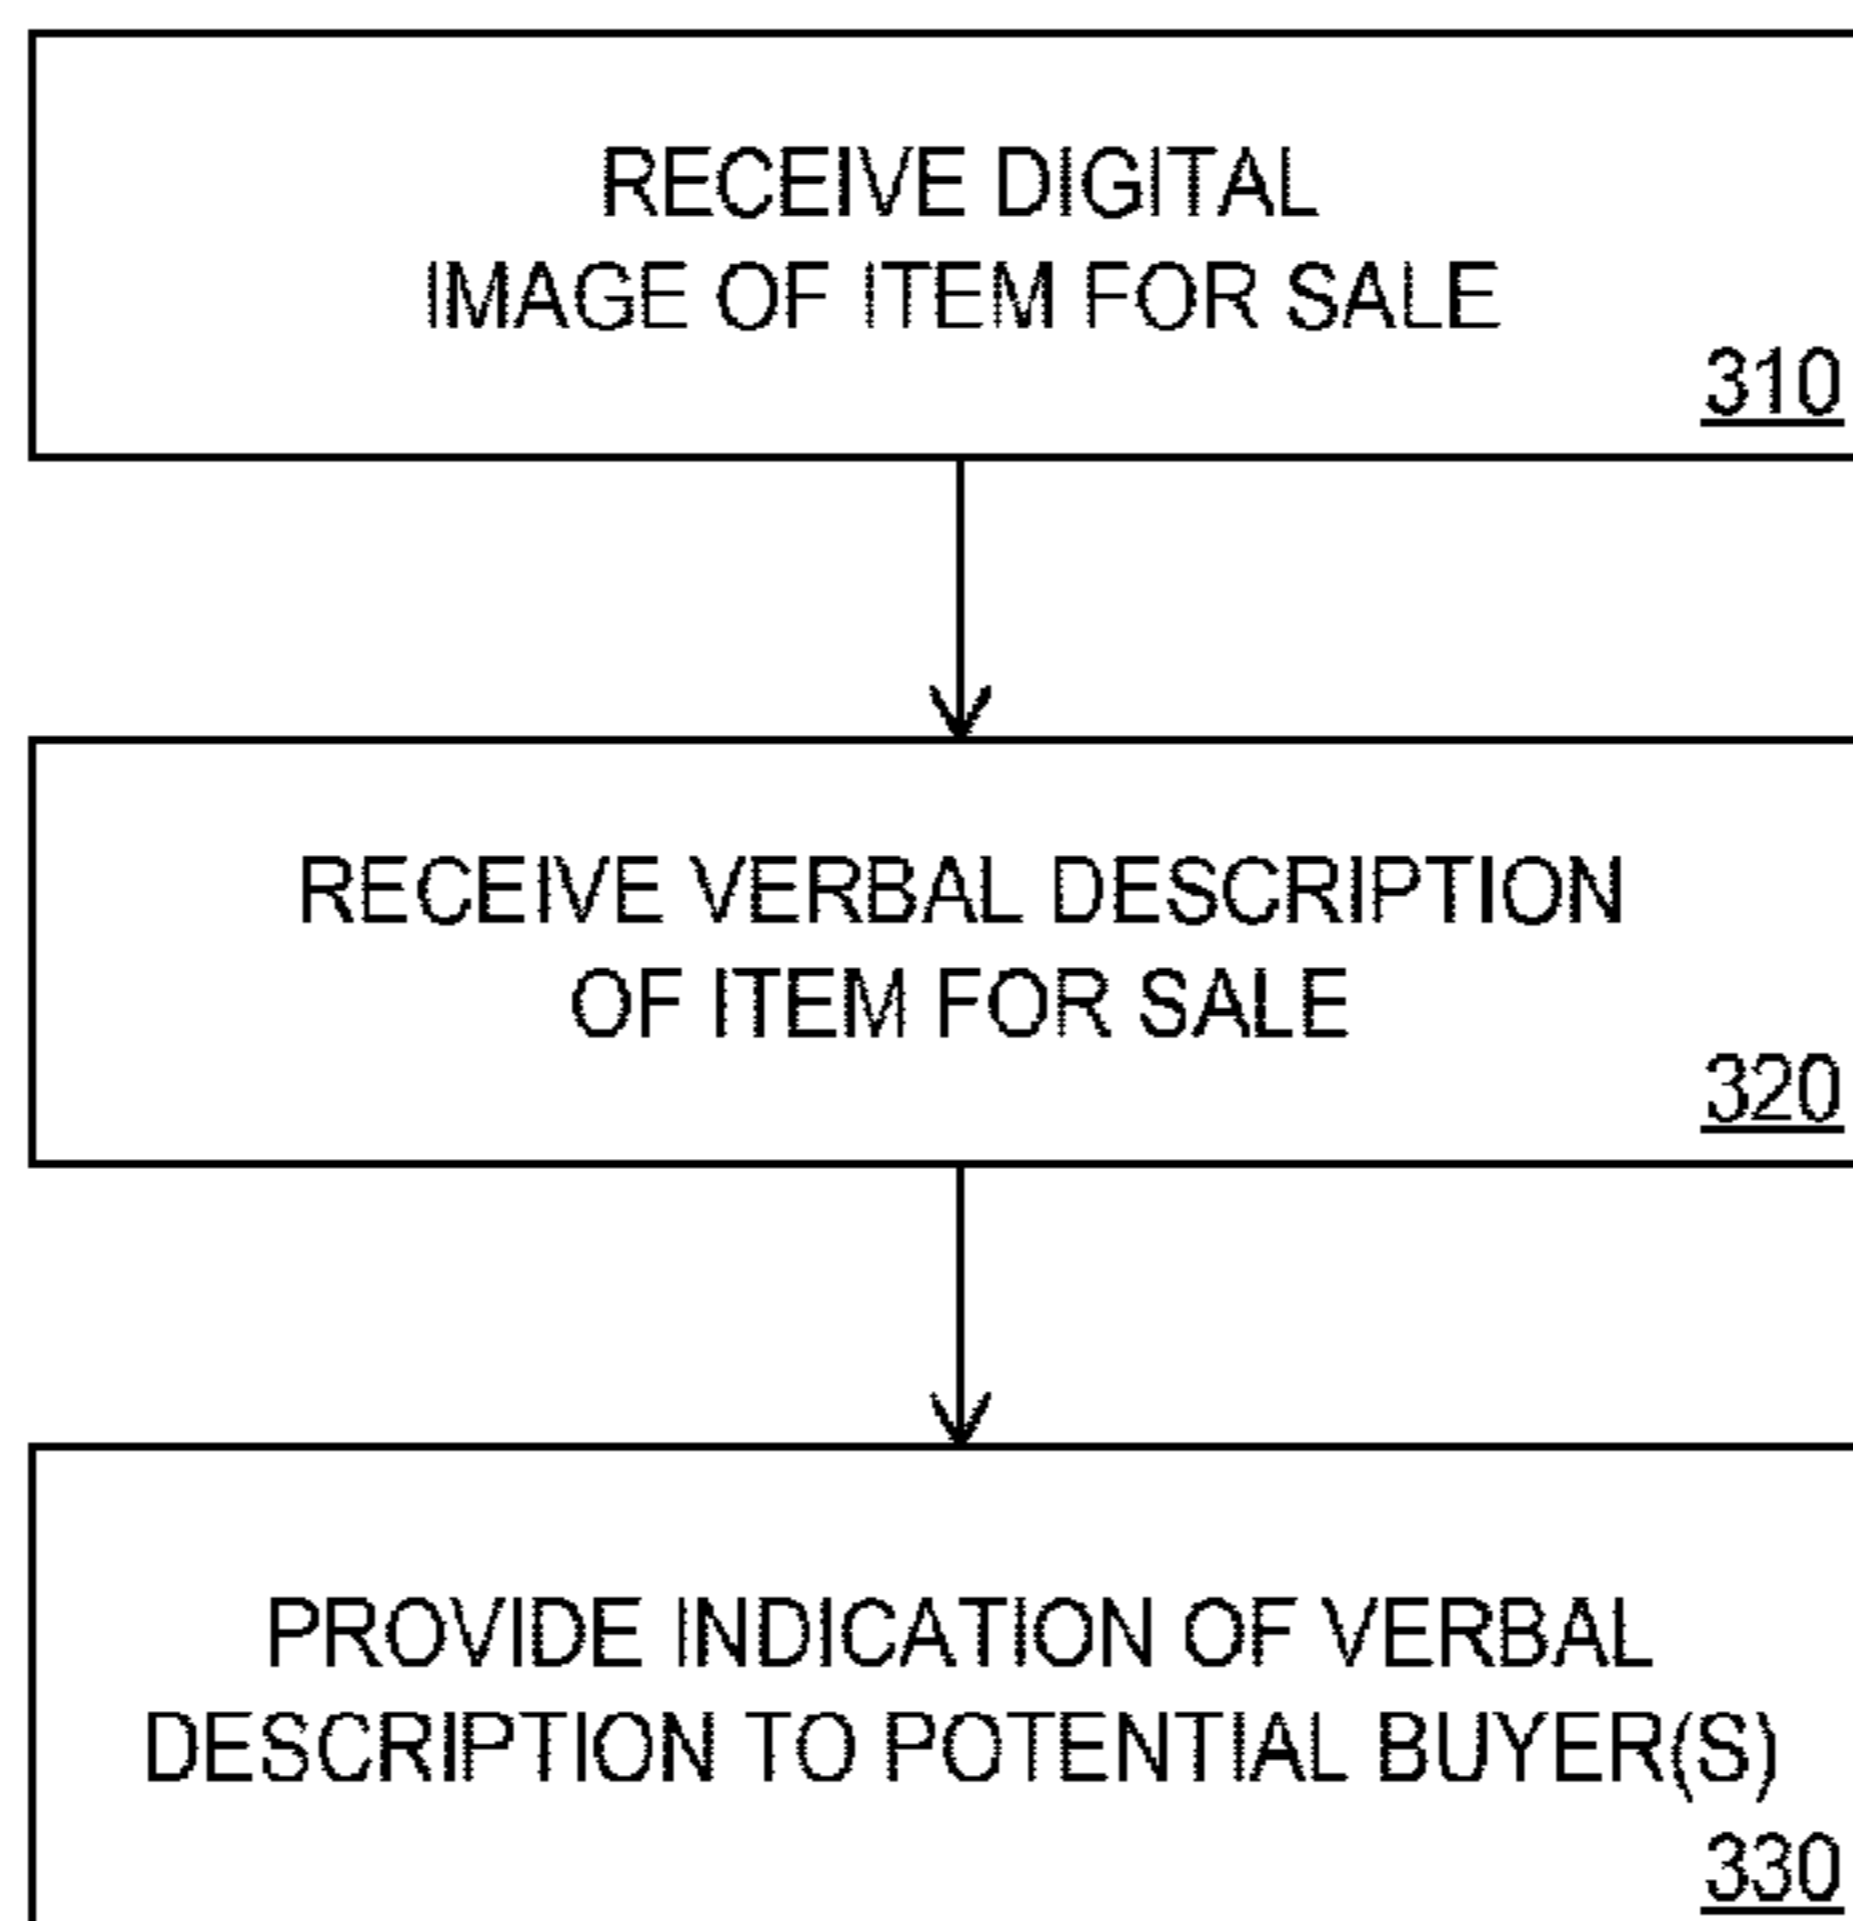 RECEIVE DIGITAL
IMAGE OF ITEM FOR SALE
310
RECEIVE VERBAL DESCRIPTION
OF ITEM FOR SALE
320
PROVIDE INDICATION OF VERBAL
DESCRIPTION TO POTENTIAL BUYER(S)
330